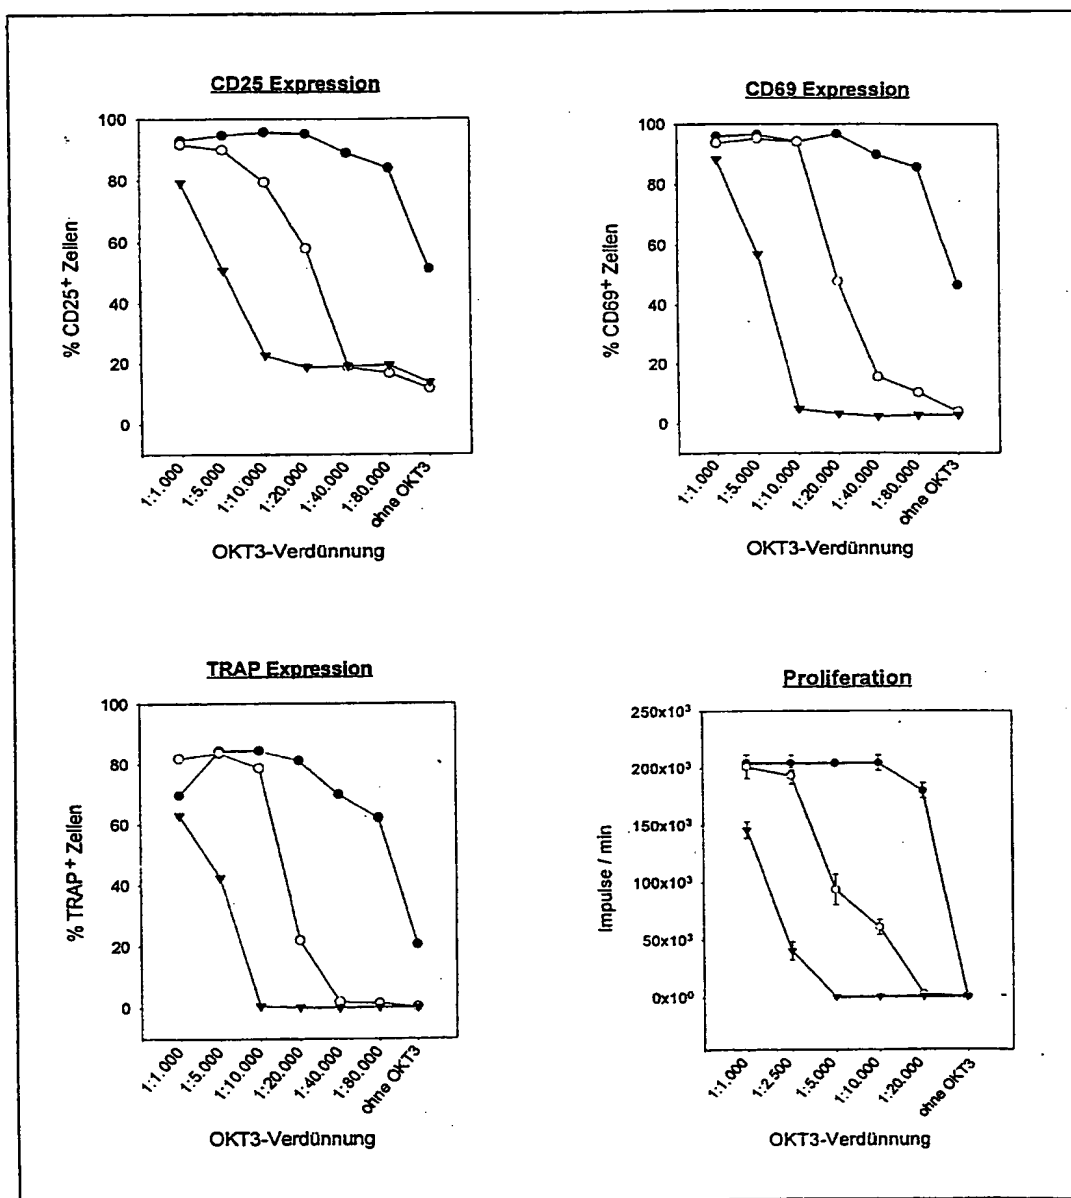 CD25 Expression
100
80
60
40
20
0
% CD25+ Zellen
1:1.000
1:5.000
1:10.000
1:20.000
1:40.000
1:80.000
ohne OKT3
OKT3-Verdünnung
CD69 Expression
100
80
60
40
20
0
% CD69+ Zellen
1:1.000
1:5.000
1:10.000
1:20.000
1:40.000
1:80.000
ohne OKT3
OKT3-Verdünnung
TRAP Expression
100
80
60
40
20
0
% TRAP+ Zellen
1:1.000
1:5.000
1:10.000
1:20.000
1:40.000
1:80.000
ohne OKT3
OKT3-Verdünnung
Proliferation
250x10³
200x10³
150x10³
100x10³
50x10³
0x10⁰
Impulse / min
1:1.000
1:2.500
1:5.000
1:10.000
1:20.000
ohne OKT3
OKT3-Verdünnung